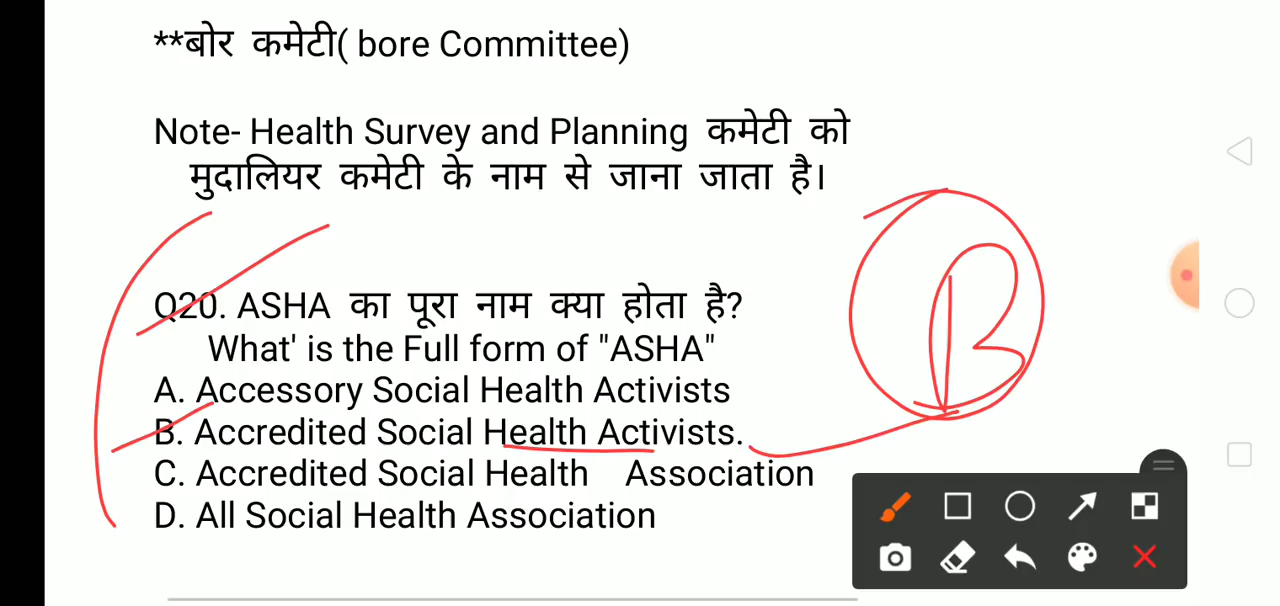 **बोर कमेटी( bore Committee)
Note- Health Survey and Planning कमेटी को
मुदालियर कमेटी के नाम से जाना जाता है।
Q20. ASHA का पूरा नाम क्या होता है?
What' is the Full form of "ASHA"
A. Accessory Social Health Activists
B. Accredited Social Health Activists.
C. Accredited Social Health Association
D. All Social Health Association
B